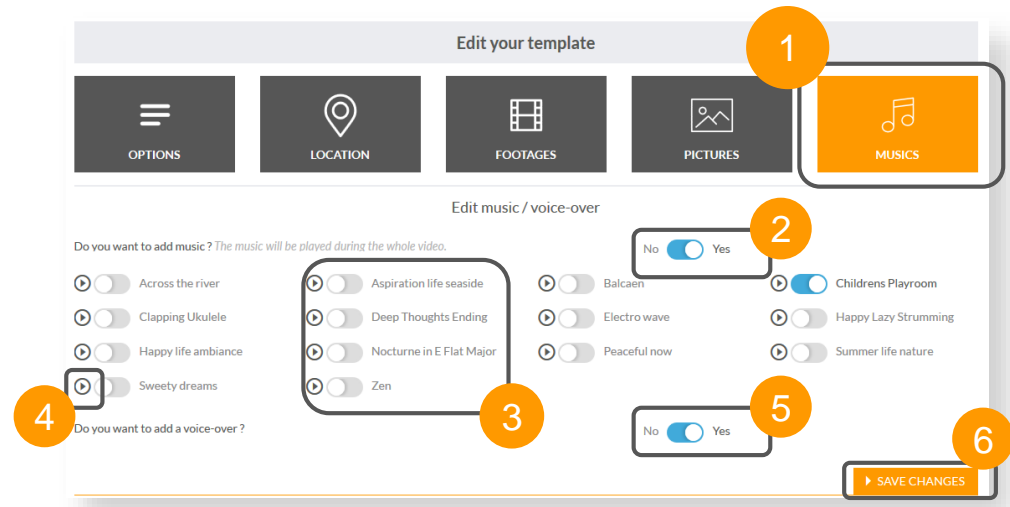 Edit your template
1
OPTIONS
LOCATION
FOOTAGES
PICTURES
MUSICS
Edit music / voice-over
2
Do you want to add music ? The music will be played during the whole video.
No Yes
Across the river
Aspiration life seaside
Balcaen
Childrens Playroom
Clapping Ukulele
Deep Thoughts Ending
Electro wave
Happy Lazy Strumming
Happy life ambiance
Nocturne in E Flat Major
Peaceful now
Summer life nature
Sweety dreams
Zen
4
3
5
Do you want to add a voice-over ?
No Yes
6
SAVE CHANGES